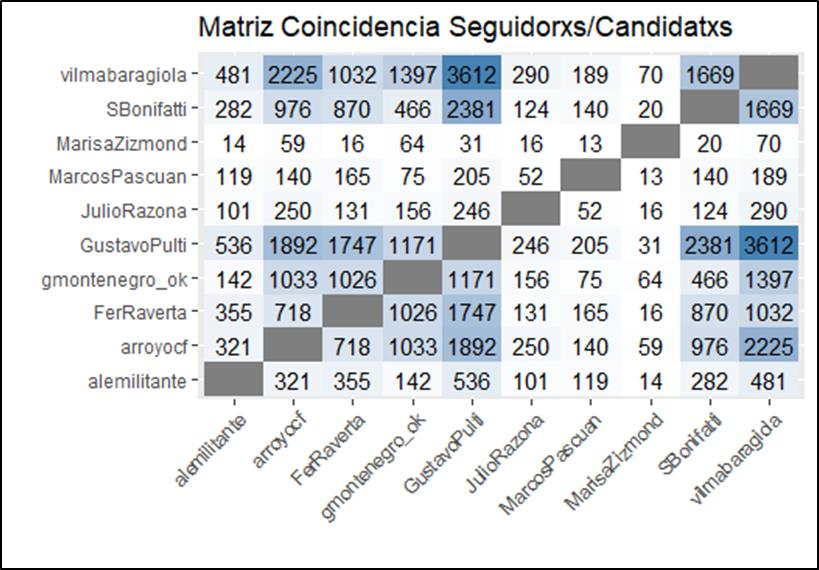 Matriz Coincidencia Seguidorxs/Candidatxs
vilmabaragiola 481 2225 1032 1397 3612 290 189 70 1669
SBonifatti 282 976 870 466 2381 124 140 20 1669
MarisaZizmond 14 59 16 64 31 16 13 20 70
MarcosPascuan 119 140 165 75 205 52 13 140 189
JulioRazona 101 250 131 156 246 52 16 124 290
GustavoPulti 536 1892 1747 1171 246 205 31 2381 3612
gmontenegro_ok 142 1033 1026 1171 156 75 64 466 1397
FerRaverta 355 718 1026 1747 131 165 16 870 1032
arroyocf 321 718 1033 1892 250 140 59 976 2225
alemilitante 321 355 142 536 101 119 14 282 481
alemilitante arroyocf FerRaverta gmontenegro_ok GustavoPulti JulioRazona MarcosPascuan MarisaZizmond SBonifatti vilmabaragiola